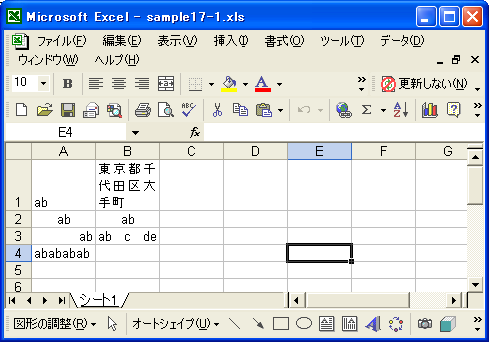 Microsoft Excel - sample17-1.xls
ファイル(F) 編集(E) 表示(V) 挿入(I) 書式(O) ツール(T) データ(D)
ウィンドウ(W) ヘルプ(H)
10 B A 更新しない(N)
ABC Σ A Z
E4 fx
A B C D E F G
1 ab 東京都千
代田区大
手町
2 ab ab
3 ab ab c de
4 abababab
5
6
シート1
図形の調整(R) オートシェイプ(U) A